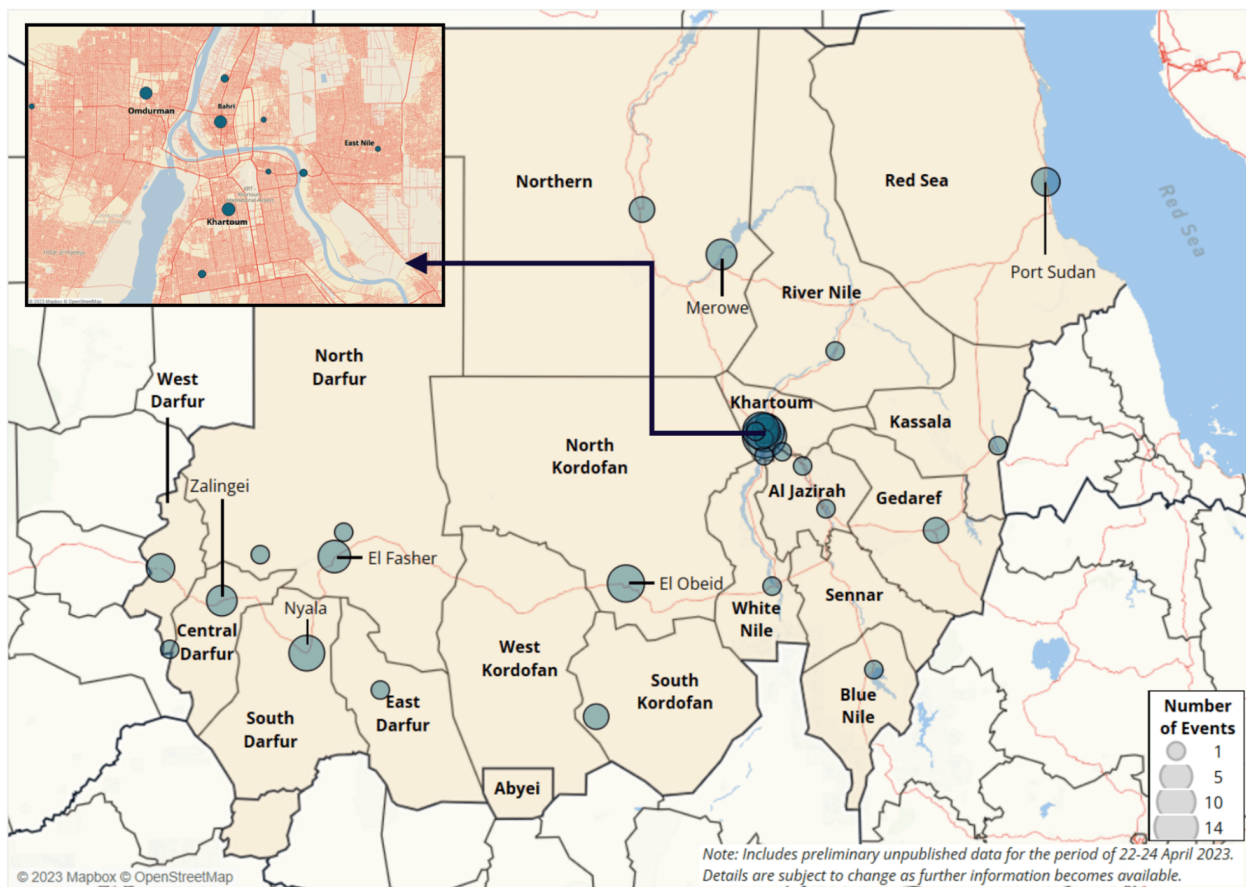 Omdurman
Bahri
East Nile
Khartoum
© 2023 Mapbox © OpenStreetMap
Northern
Red Sea
Red Sea
Port Sudan
Merowe
River Nile
North
Darfur
West
Darfur
Khartoum
Kassala
North
Kordofan
Zalingei
Al Jazirah
Gedaref
El Fasher
El Obeid
Nyala
White
Nile
Sennar
Central
Darfur
West
Kordofan
South
Kordofan
East
Darfur
South
Darfur
Blue
Nile
Abyei
Number
of Events
1
5
10
14
Note: Includes preliminary unpublished data for the period of 22-24 April 2023.
Details are subject to change as further information becomes available.
© 2023 Mapbox © OpenStreetMap